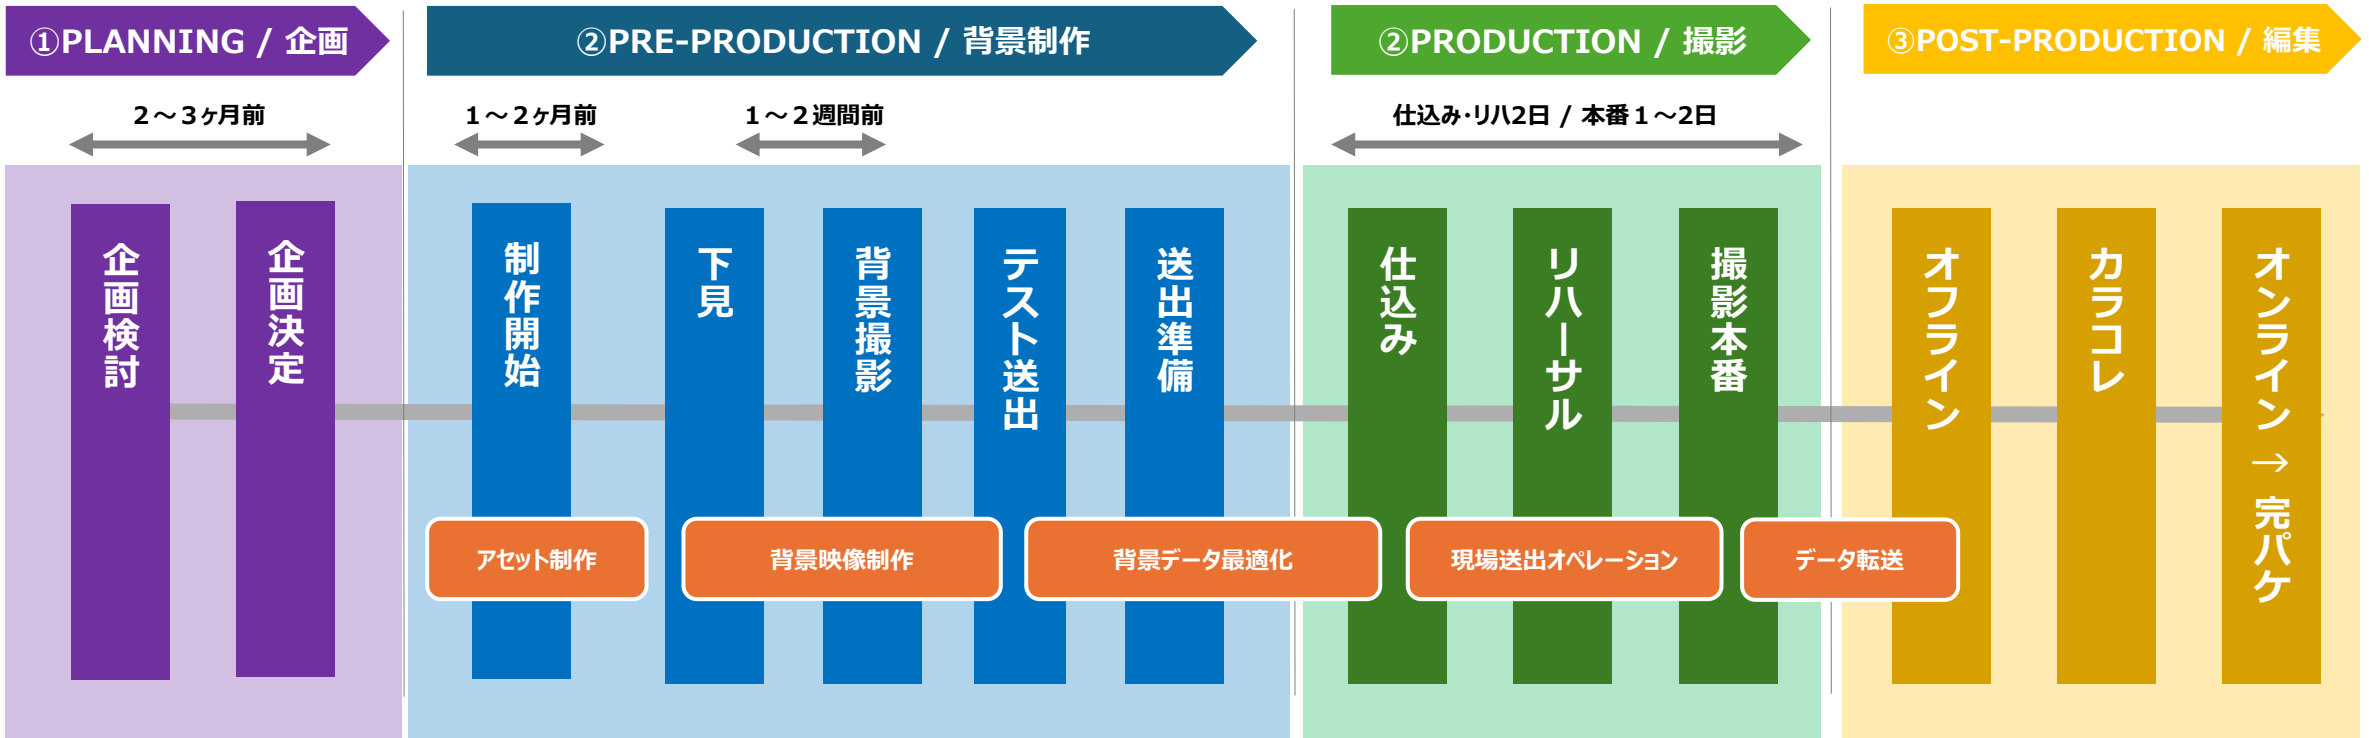 ①PLANNING / 企画
②PRE-PRODUCTION / 背景制作
②PRODUCTION / 撮影
③POST-PRODUCTION / 編集
２～３ヶ月前
１～２ヶ月前
１～２週間前
仕込み・リハ2日 / 本番１～2日
企画検討
企画決定
制作開始
下見
背景撮影
テスト送出
送出準備
仕込み
リハーサル
撮影本番
オフライン
カラコレ
オンライン → 完パケ
アセット制作
背景映像制作
背景データ最適化
現場送出オペレーション
データ転送